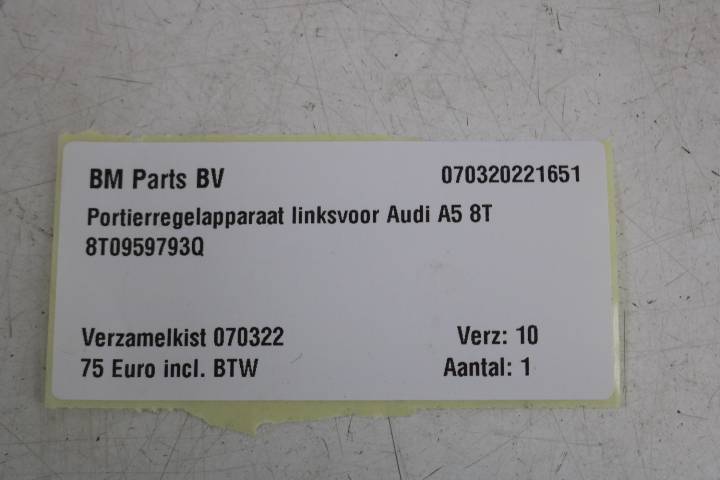 BM Parts BV 070320221651
Portierregelapparaat linksvoor Audi A5 8T
8T0959793Q
Verzamelkist 070322 Verz: 10
75 Euro incl. BTW Aantal: 1